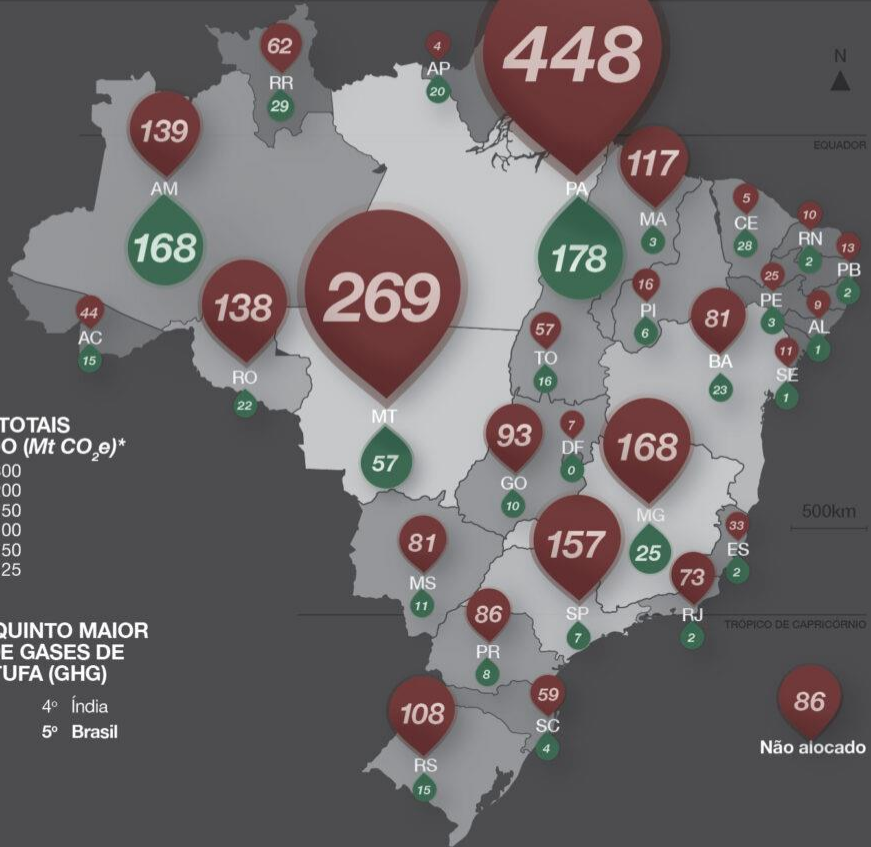 448
62
RR
29
4
AP
20
N
139
AM
168
EQUADOR
PA
178
117
MA
3
5
CE
28
10
RN
2
13
PB
2
44
AC
15
138
RO
22
269
MT
57
57
TO
16
16
PI
6
25
PE
3
9
AL
1
11
SE
1
81
BA
23
93
GO
10
7
DF
0
168
MG
25
TOTAIS
O (Mt CO₂e)*
00
00
50
00
50
25
500km
33
ES
2
157
SP
7
73
RJ
2
TRÓPICO DE CAPRICÓRNIO
81
MS
11
86
PR
8
QUINTO MAIOR
E GASES DE
TUFA (GHG)
4º Índia
5º Brasil
59
SC
4
108
RS
15
86
Não alocado